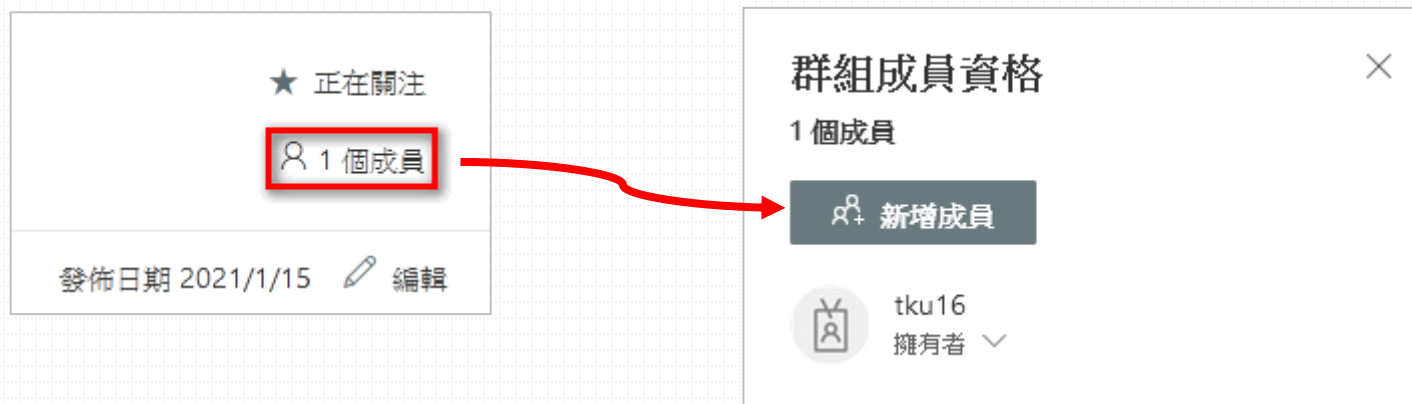 正在關注
1 個成員
發佈日期 2021/1/15 編輯
群組成員資格
1 個成員
新增成員
tku16
擁有者